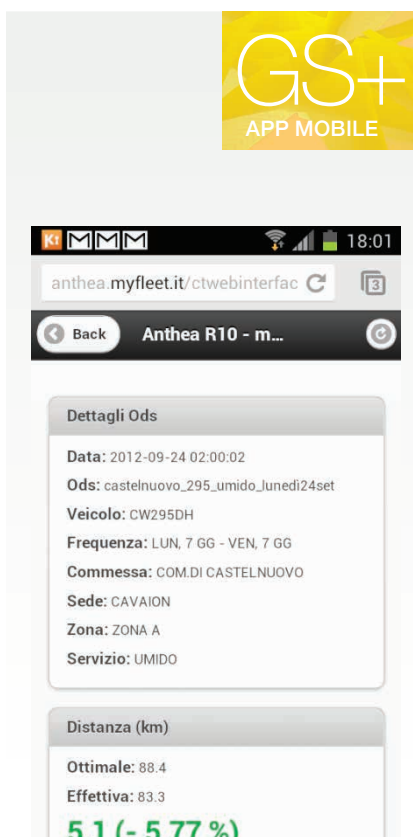 GS+
APP MOBILE
18:01
anthea.myfleet.it/ctwebinterfac
3
Back
Anthea R10 - m...
Dettagli Ods
Data: 2012-09-24 02:00:02
Ods: castelnuovo_295_umido_lunedì24set
Veicolo: CW295DH
Frequenza: LUN, 7 GG - VEN, 7 GG
Commessa: COM.DI CASTELNUOVO
Sede: CAVAION
Zona: ZONA A
Servizio: UMIDO
Distanza (km)
Ottimale: 88.4
Effettiva: 83.3
5.1 (- 5.77 %)